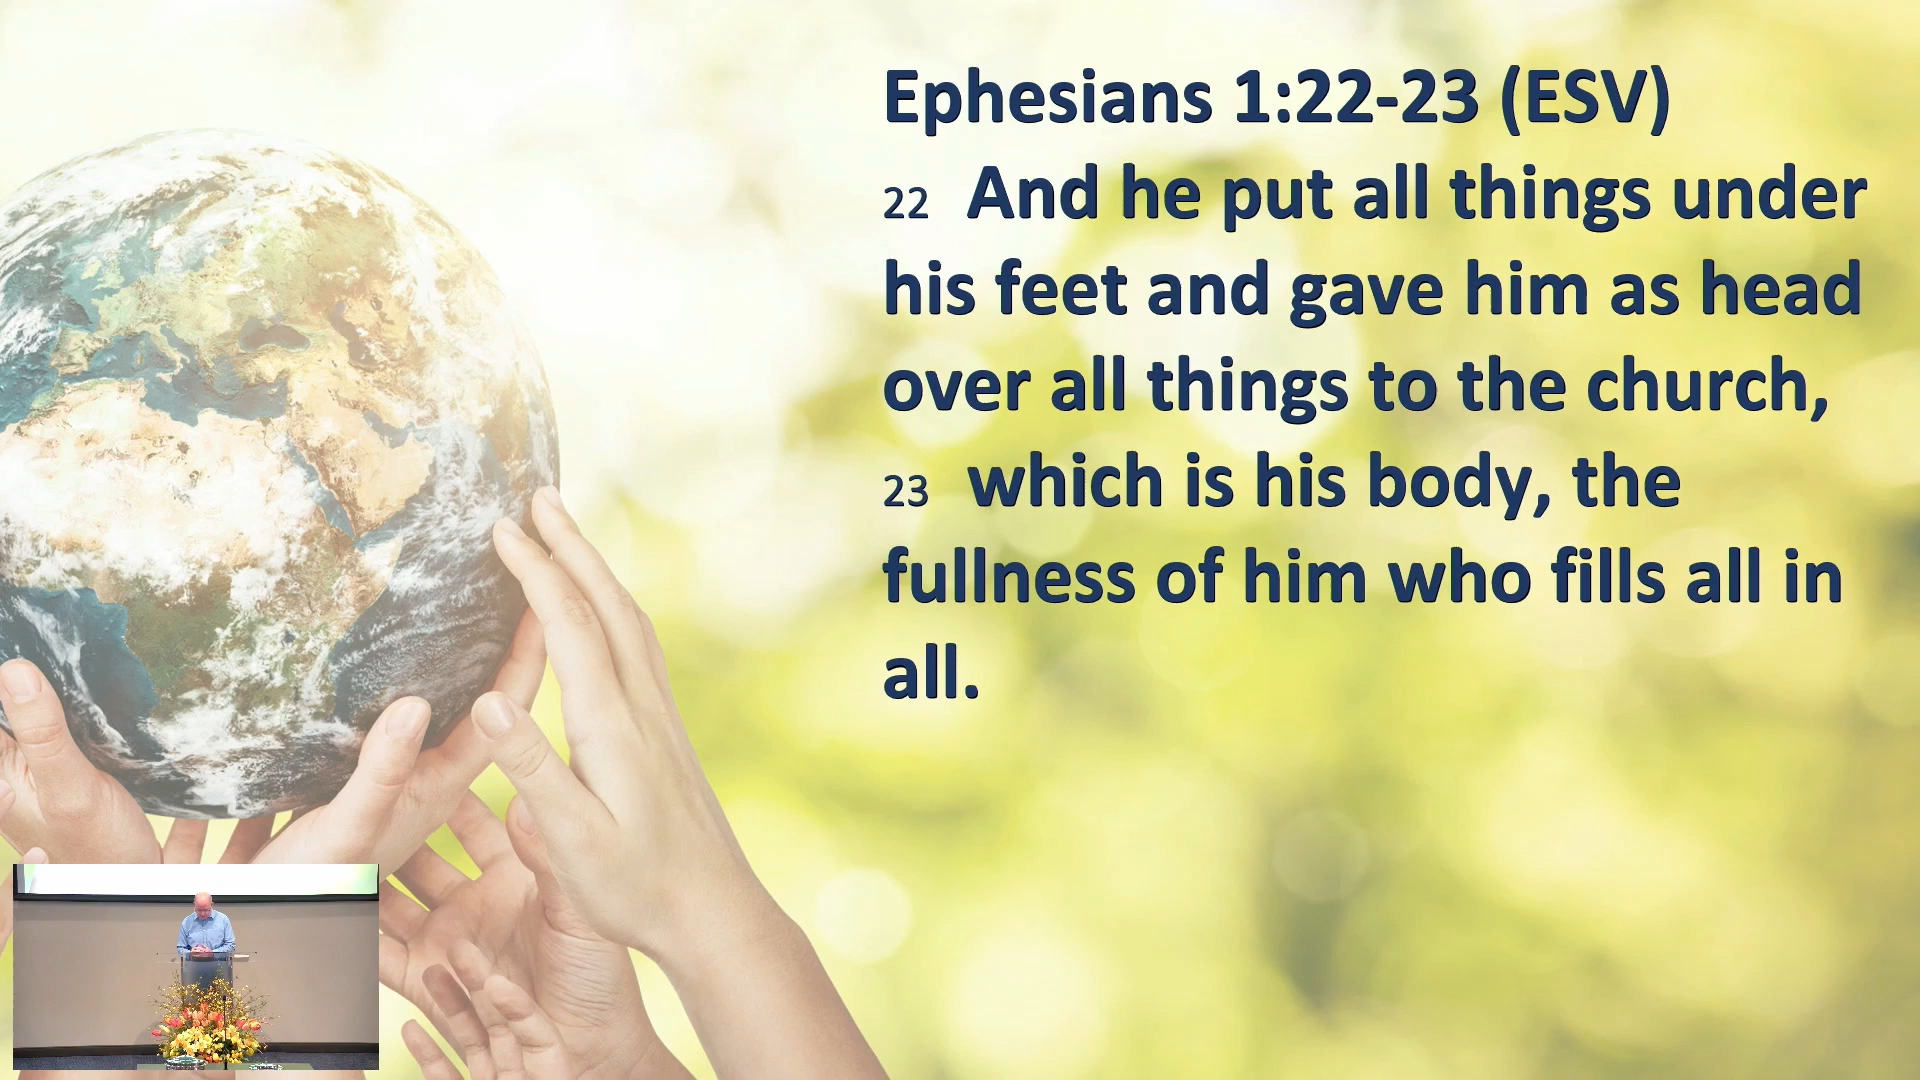 Ephesians 1:22-23 (ESV)
22 And he put all things under
his feet and gave him as head
over all things to the church,
23 which is his body, the
fullness of him who fills all in
all.